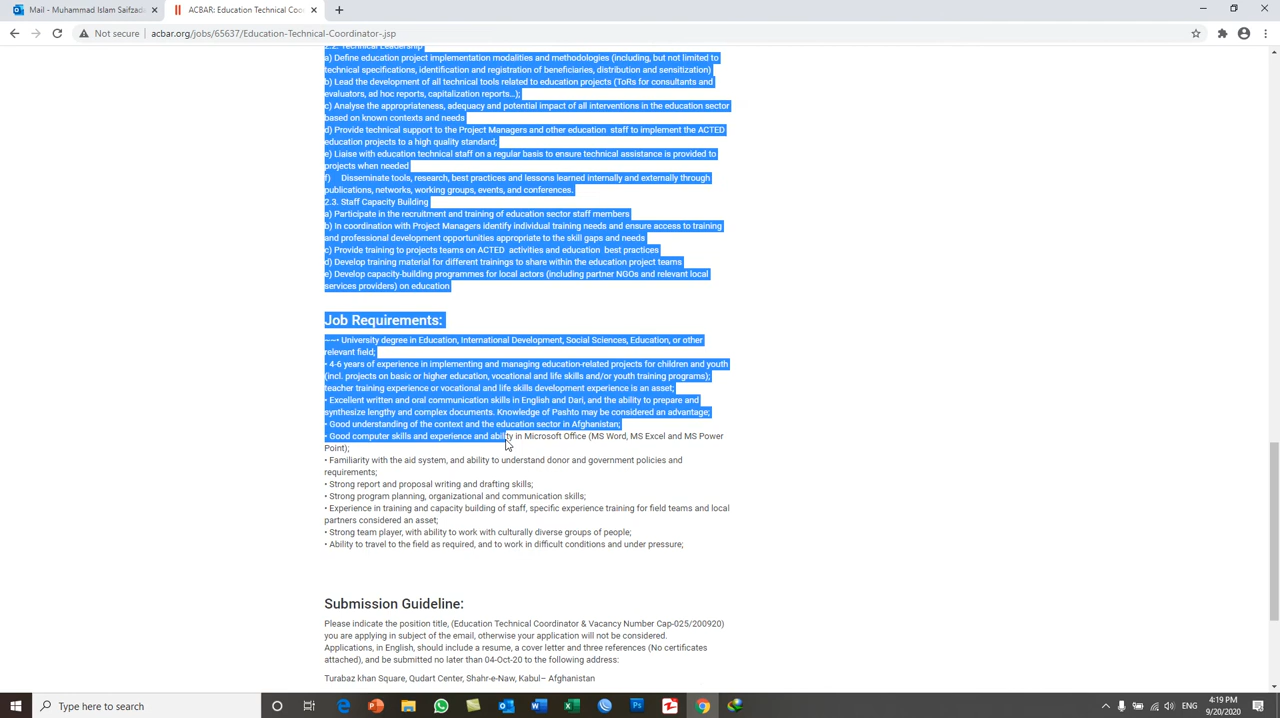 Mail - Muhammad Islam Saifzad
ACBAR: Education Technical Coo
Not secure
acbar.org/jobs/65637/Education-Technical-Coordinator-.jsp
2.2. Technical Leadership
a) Define education project implementation modalities and methodologies (including, but not limited to
technical specifications, identification and registration of beneficiaries, distribution and sensitization)
b) Lead the development of all technical tools related to education projects (ToRs for consultants and
evaluators, ad hoc reports, capitalization reports…);
c) Analyse the appropriateness, adequacy and potential impact of all interventions in the education sector
based on known contexts and needs
d) Provide technical support to the Project Managers and other education staff to implement the ACTED
education projects to a high quality standard;
e) Liaise with education technical staff on a regular basis to ensure technical assistance is provided to
projects when needed
f) Disseminate tools, research, best practices and lessons learned internally and externally through
publications, networks, working groups, events, and conferences.
2.3. Staff Capacity Building
a) Participate in the recruitment and training of education sector staff members
b) in coordination with Project Managers identify individual training needs and ensure access to training
and professional development opportunities appropriate to the skill gaps and needs
c) Provide training to projects teams on ACTED activities and education best practices
d) Develop training material for different trainings to share within the education project teams
e) Develop capacity-building programmes for local actors (including partner NGOs and relevant local
services providers) on education
Job Requirements:
~~• University degree in Education, International Development, Social Sciences, Education, or other
relevant field;
• 4-6 years of experience in implementing and managing education-related projects for children and youth
(incl. projects on basic or higher education, vocational and life skills and/or youth training programs);
teacher training experience or vocational and life skills development experience is an asset;
• Excellent written and oral communication skills in English and Dari, and the ability to prepare and
synthesize lengthy and complex documents. Knowledge of Pashto may be considered an advantage;
• Good understanding of the context and the education sector in Afghanistan;
• Good computer skills and experience and ability in Microsoft Office (MS Word, MS Excel and MS Power
Point);
• Familiarity with the aid system, and ability to understand donor and government policies and
requirements;
• Strong report and proposal writing and drafting skills;
• Strong program planning, organizational and communication skills;
• Experience in training and capacity building of staff, specific experience training for field teams and local
partners considered an asset;
• Strong team player, with ability to work with culturally diverse groups of people;
• Ability to travel to the field as required, and to work in difficult conditions and under pressure;
Submission Guideline:
Please indicate the position title, (Education Technical Coordinator & Vacancy Number Cap-025/200920)
you are applying in subject of the email, otherwise your application will not be considered.
Applications, in English, should include a resume, a cover letter and three references (No certificates
attached), and be submitted no later than 04-Oct-20 to the following address:
Turabaz khan Square, Qudart Center, Shahr-e-Naw, Kabul– Afghanistan
Type here to search
ENG
4:19 PM
9/20/2020